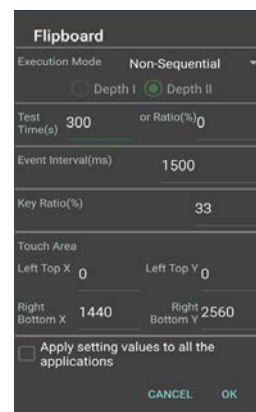 Flipboard
Execution Mode Non-Sequential
Depth I Depth II
Test Time(s) 300 or Ratio(%) 0
Event Interval(ms) 1500
Key Ratio(%) 33
Touch Area
Left Top X 0 Left Top Y 0
Right Bottom X 1440 Right Bottom Y 2560
Apply setting values to all the
applications
CANCEL OK